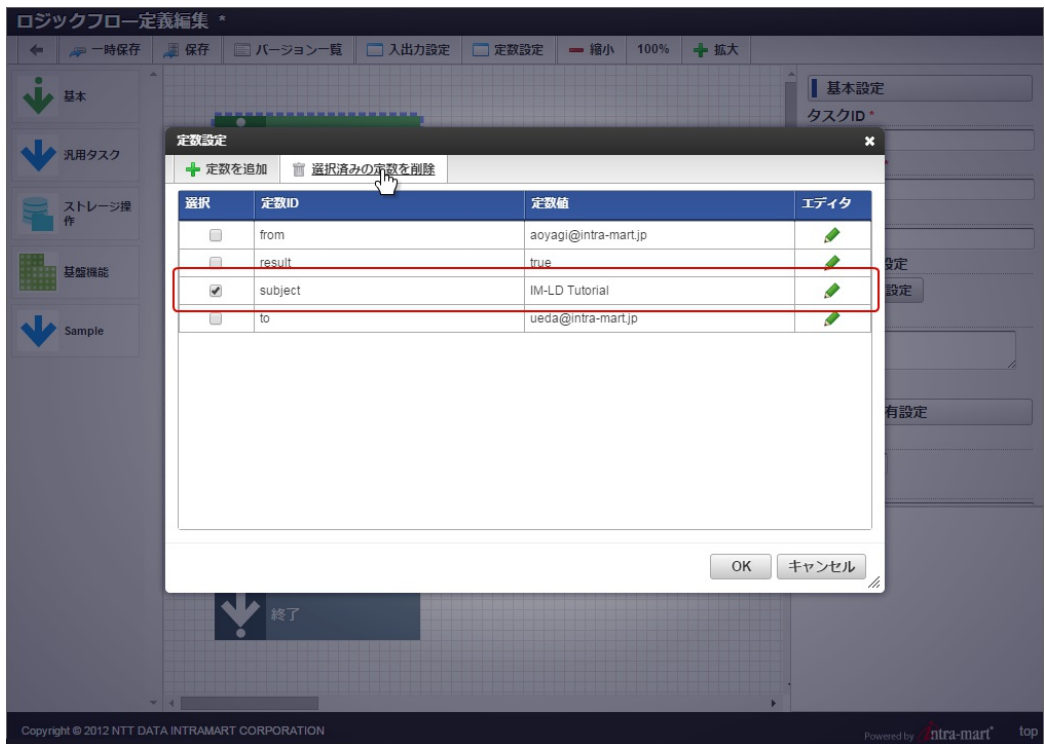 ロジックフロー定義編集 *
一時保存 保存 バージョン一覧 入出力設定 定数設定 縮小 100% 拡大
基本
汎用タスク
ストレージ操
作
基盤機能
Sample
基本設定
タスクID *
*
設定
設定
有設定
定数設定
定数を追加 選択済みの定数を削除
選択 定数ID 定数値 エディタ
from aoyagi@intra-mart.jp
result true
subject IM-LD Tutorial
to ueda@intra-mart.jp
OK キャンセル
終了
Copyright © 2012 NTT DATA INTRAMART CORPORATION
Powered by intra-mart top